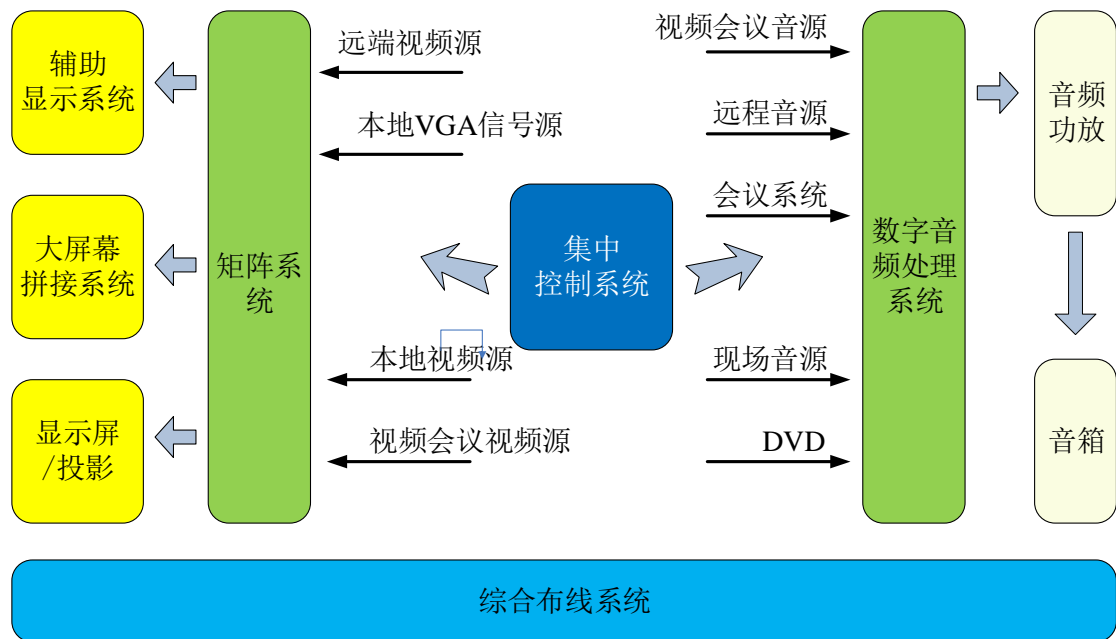 辅助
显示系统
大屏幕
拼接系统
显示屏
/投影
矩阵系
统
远端视频源
本地VGA信号源
本地视频源
视频会议视频源
集中
控制系统
视频会议音源
远程音源
会议系统
现场音源
DVD
数字音
频处理
系统
音频
功放
音箱
综合布线系统